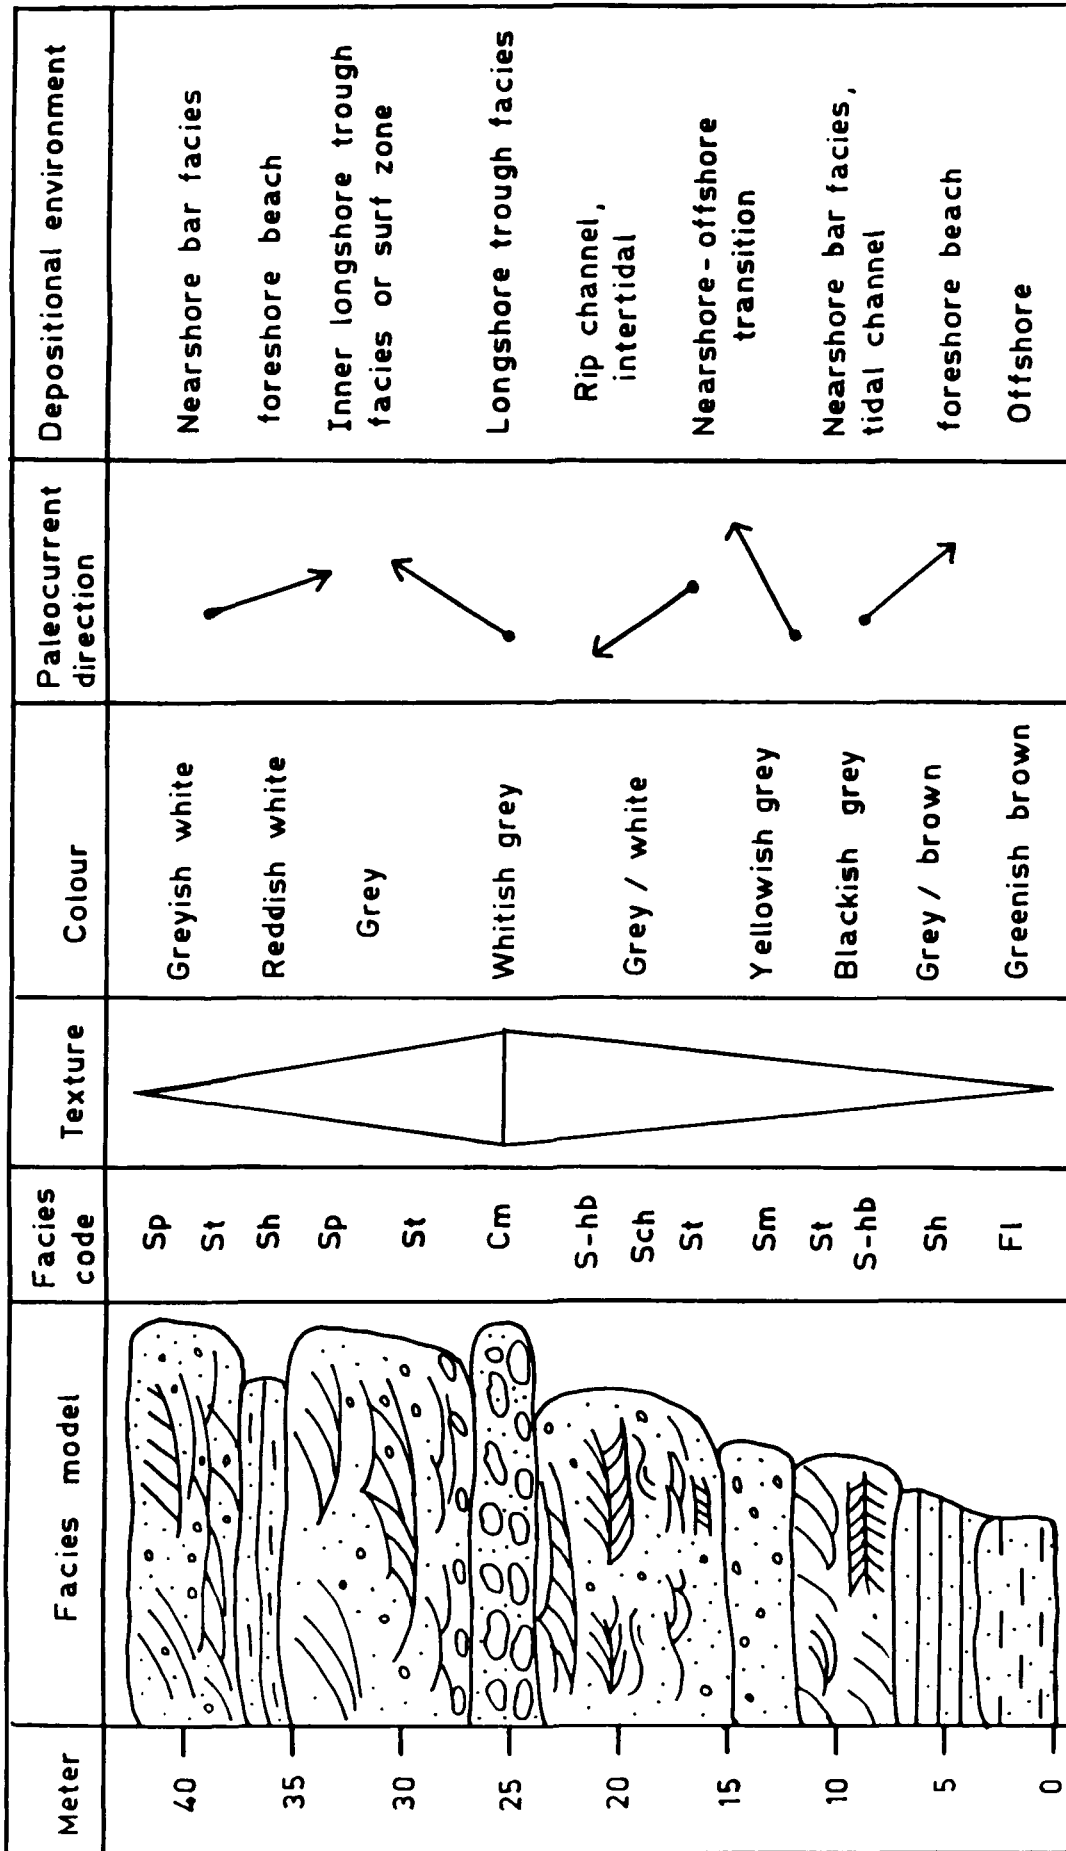 Meter
Facies model
Facies
code
Texture
Colour
Paleocurrent
direction
Depositional environment
40
35
30
25
20
15
10
5
0
Sp
St
Sh
Sp
St
Cm
S-hb
Sch
St
Sm
St
S-hb
Sh
Fl
Greyish white
Reddish white
Grey
Whitish grey
Grey / white
Yellowish grey
Blackish grey
Grey / brown
Greenish brown
Nearshore bar facies
foreshore beach
Inner longshore trough
facies or surf zone
Longshore trough facies
Rip channel,
intertidal
Nearshore-offshore
transition
Nearshore bar facies,
tidal channel
foreshore beach
Offshore